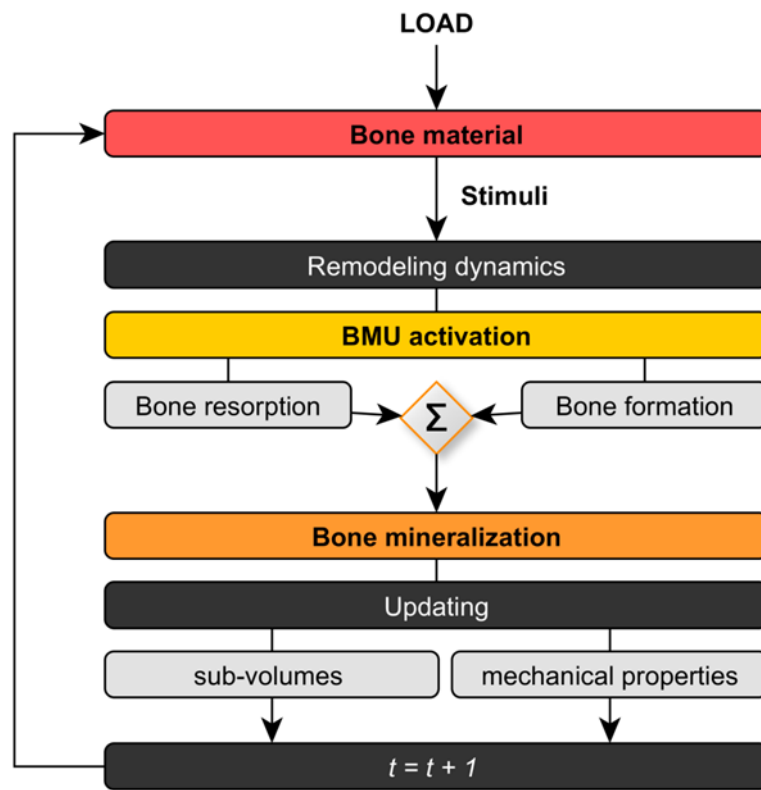 LOAD
Bone material
Stimuli
Remodeling dynamics
BMU activation
Bone resorption
Σ
Bone formation
Bone mineralization
Updating
sub-volumes
mechanical properties
t = t + 1